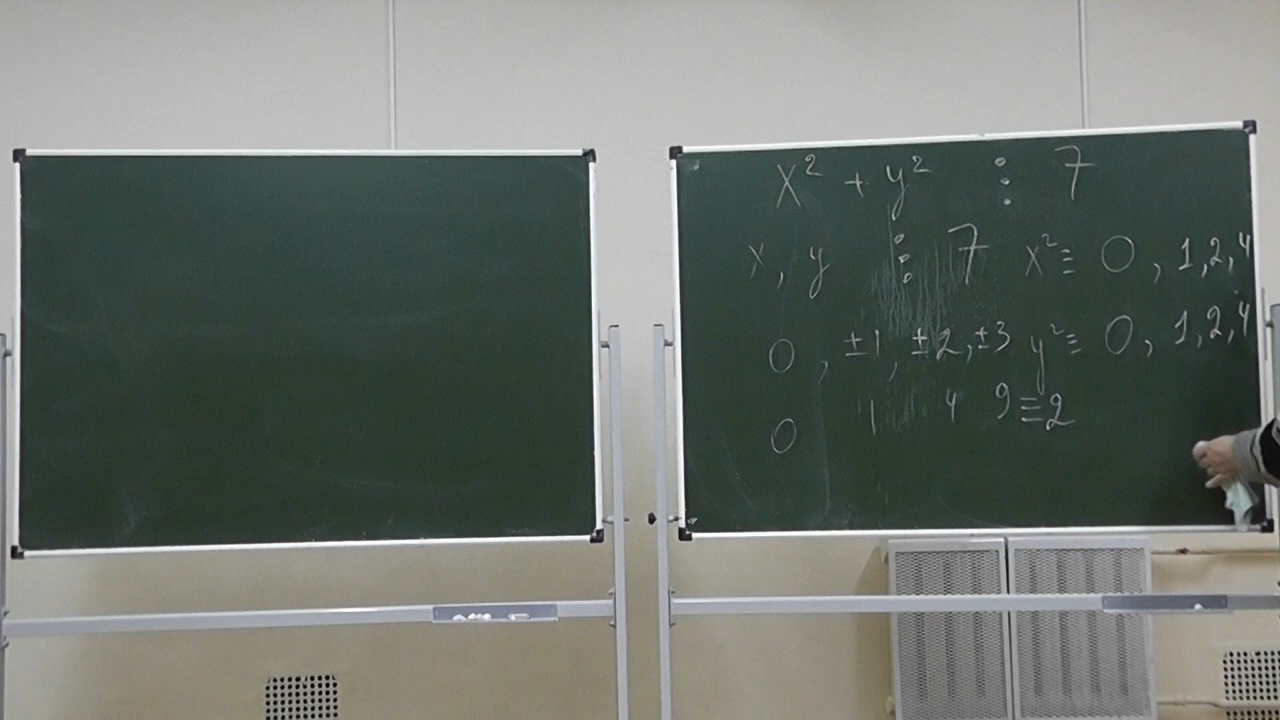 x² + y² ⋮ 7
x, y ⋮ 7 x² ≡ 0, 1, 2, 4
0, ±1, ±2, ±3 y² ≡ 0, 1, 2, 4
0 1 4 9 ≡ 2